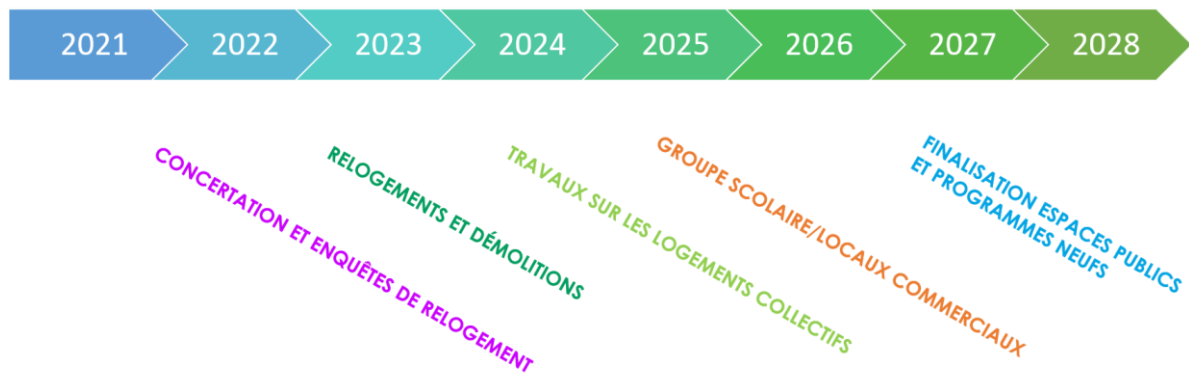 2021 2022 2023 2024 2025 2026 2027 2028
CONCERTATION ET ENQUÊTES DE RELOGEMENT
RELOGEMENTS ET DÉMOLITIONS
TRAVAUX SUR LES LOGEMENTS COLLECTIFS
GROUPE SCOLAIRE/LOCAUX COMMERCIAUX
FINALISATION ESPACES PUBLICS
ET PROGRAMMES NEUFS